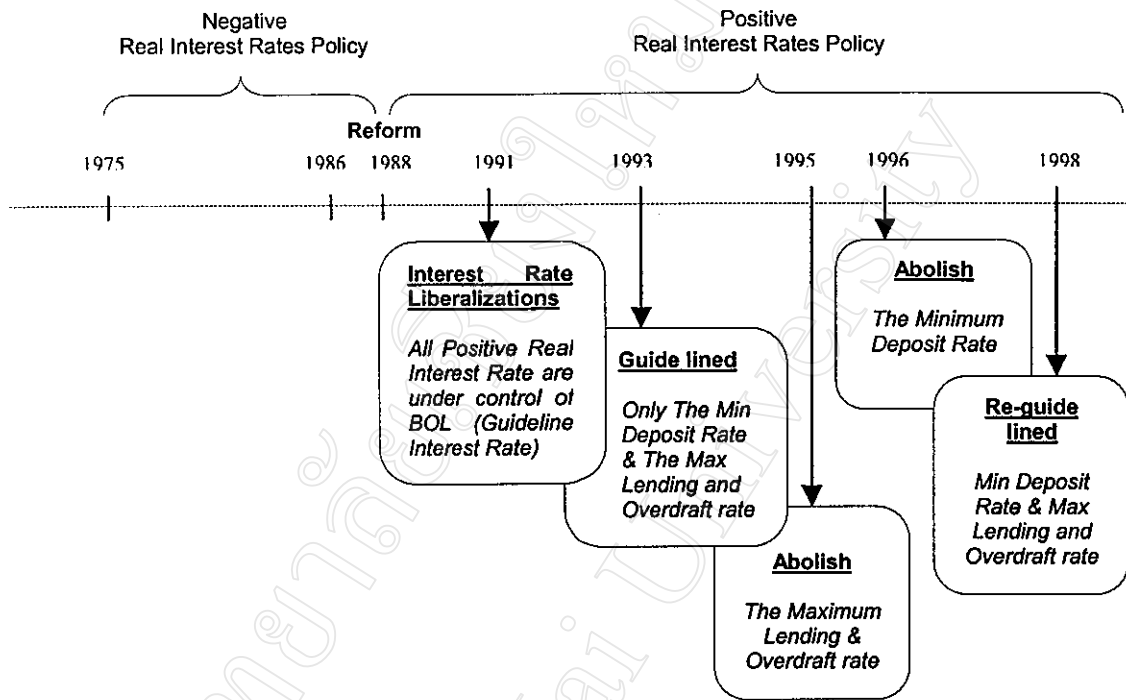 Negative
Real Interest Rates Policy
Positive
Real Interest Rates Policy
Reform
1975
1986
1988
1991
1993
1995
1996
1998
Interest Rate
Liberalizations
All Positive Real
Interest Rate are
under control of
BOL (Guideline
Interest Rate)
Guide lined
Only The Min
Deposit Rate
& The Max
Lending and
Overdraft rate
Abolish
The Maximum
Lending &
Overdraft rate
Abolish
The Minimum
Deposit Rate
Re-guide
lined
Min Deposit
Rate & Max
Lending and
Overdraft rate
University